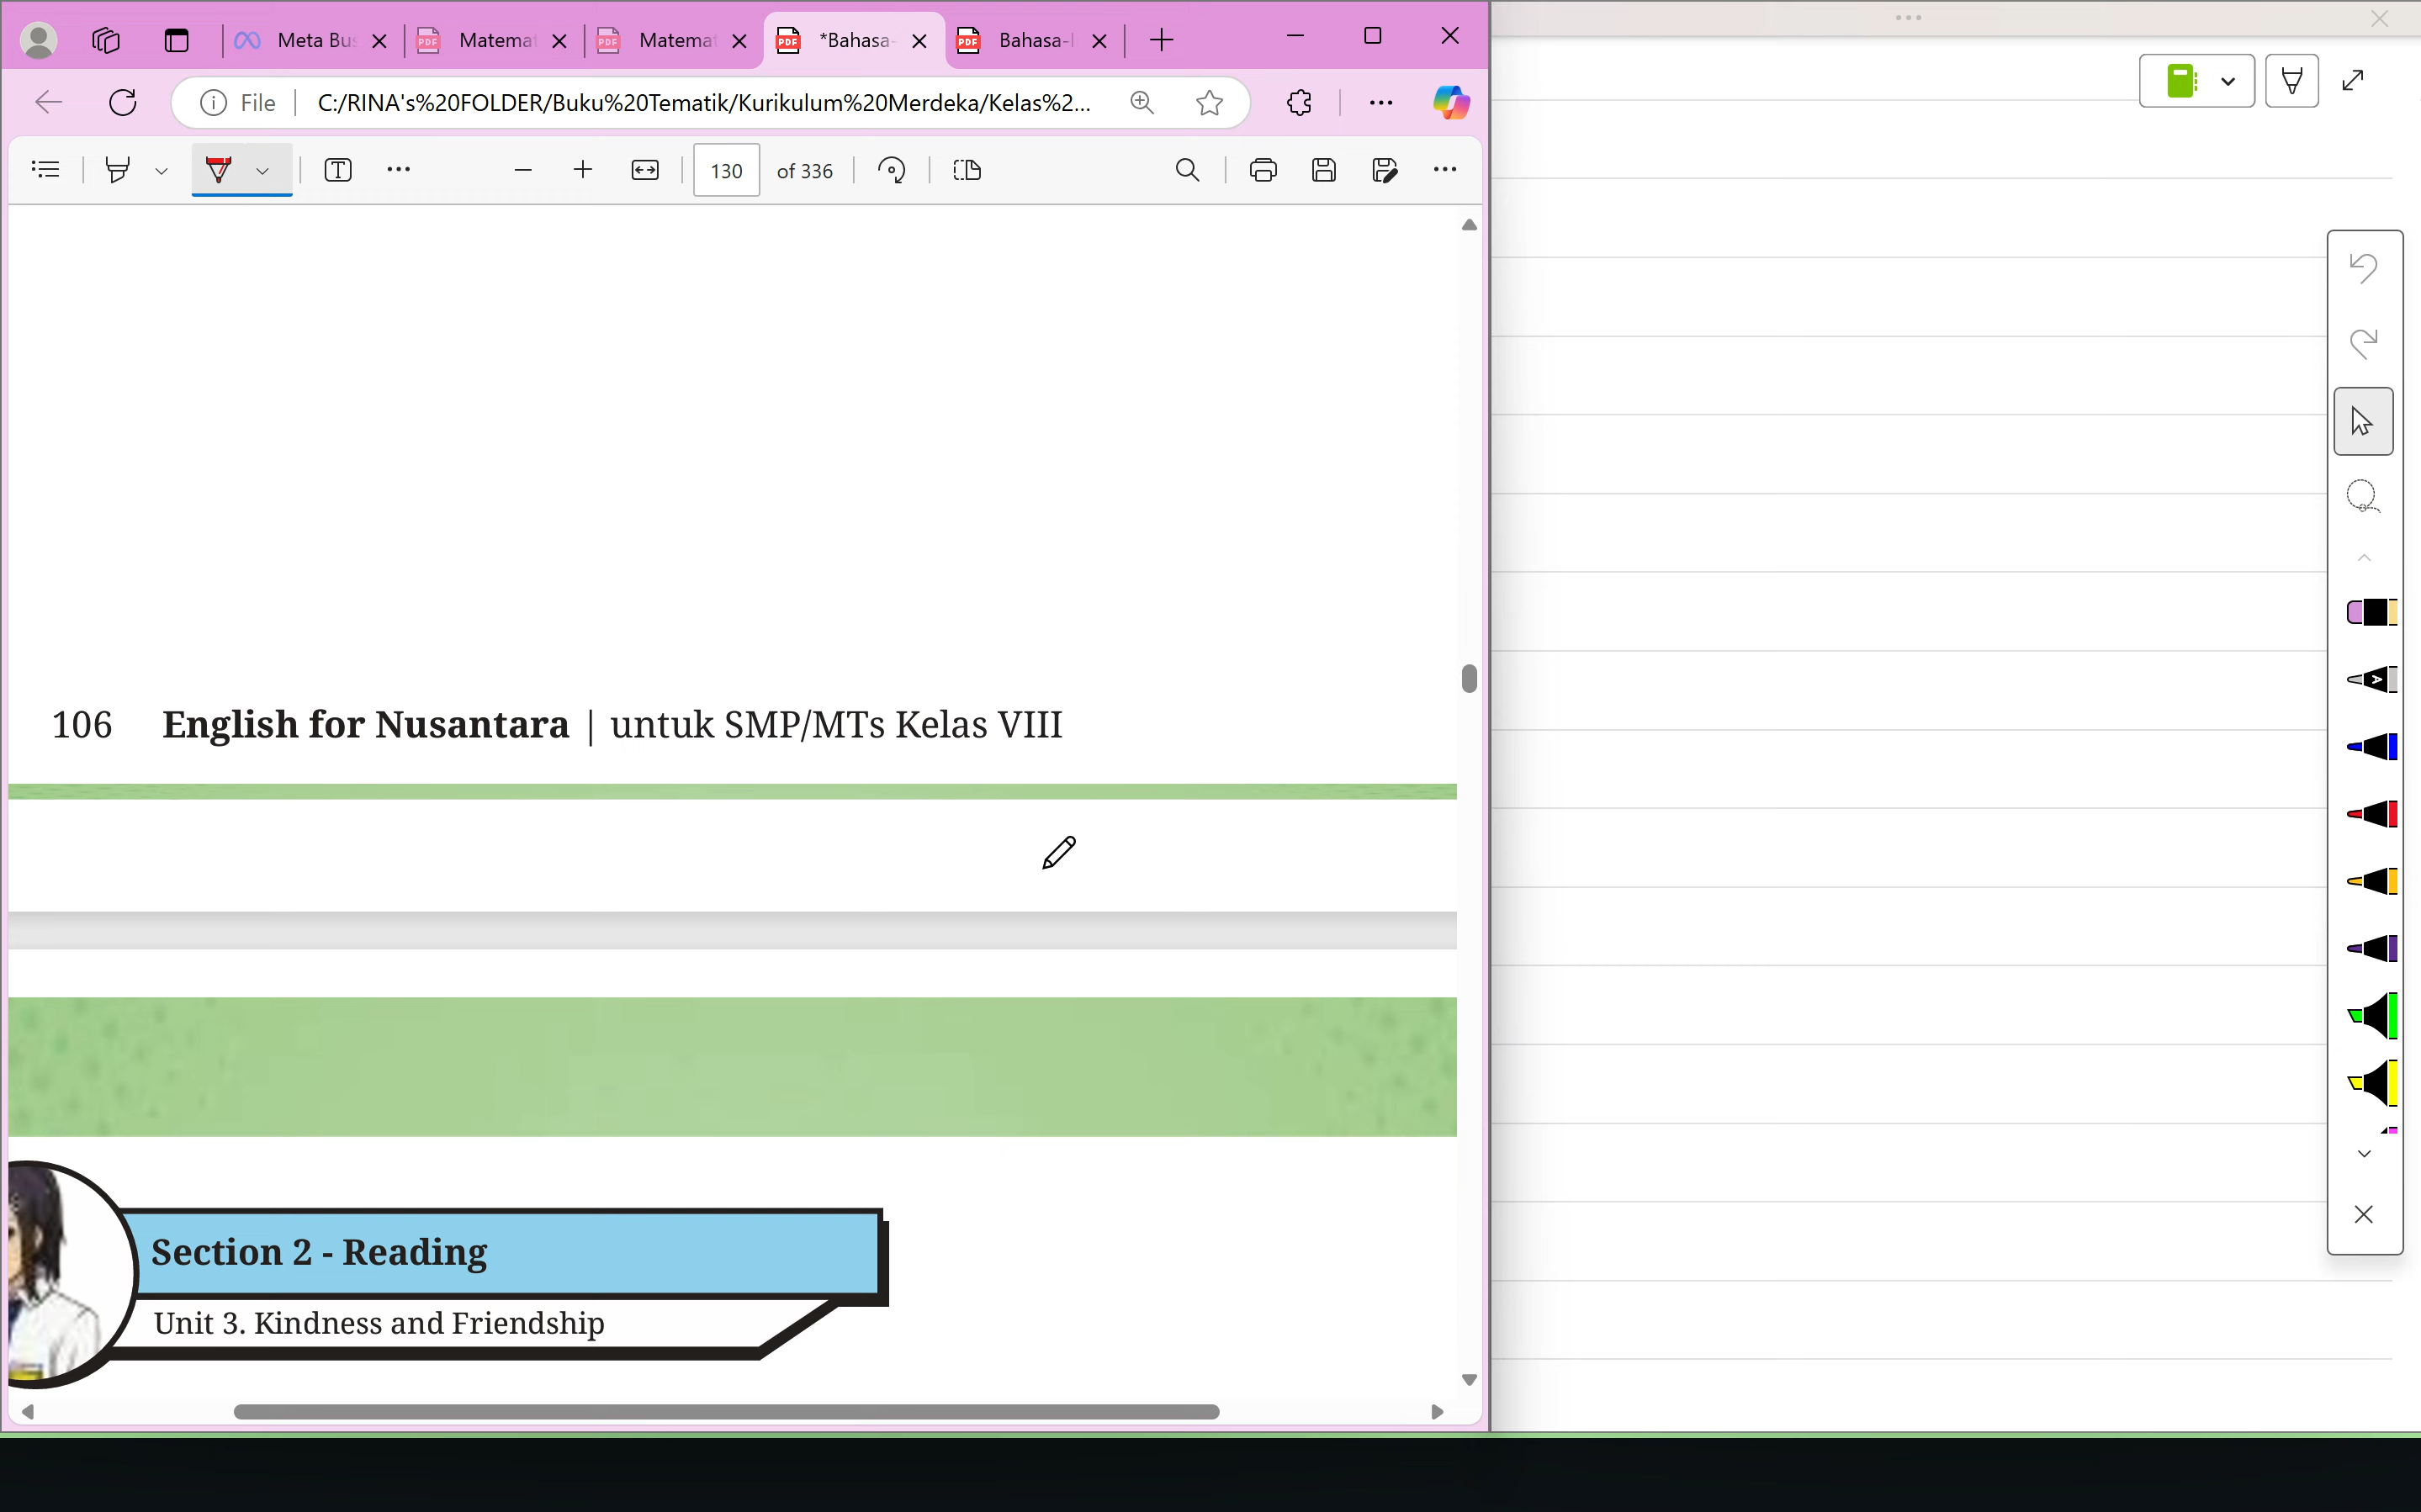 Meta Bus
Matemat
Matemat
*Bahasa-
Bahasa-I
File
C:/RINA's%20FOLDER/Buku%20Tematik/Kurikulum%20Merdeka/Kelas%2...
130 of 336
106 English for Nusantara | untuk SMP/MTs Kelas VIII
Section 2 - Reading
Unit 3. Kindness and Friendship